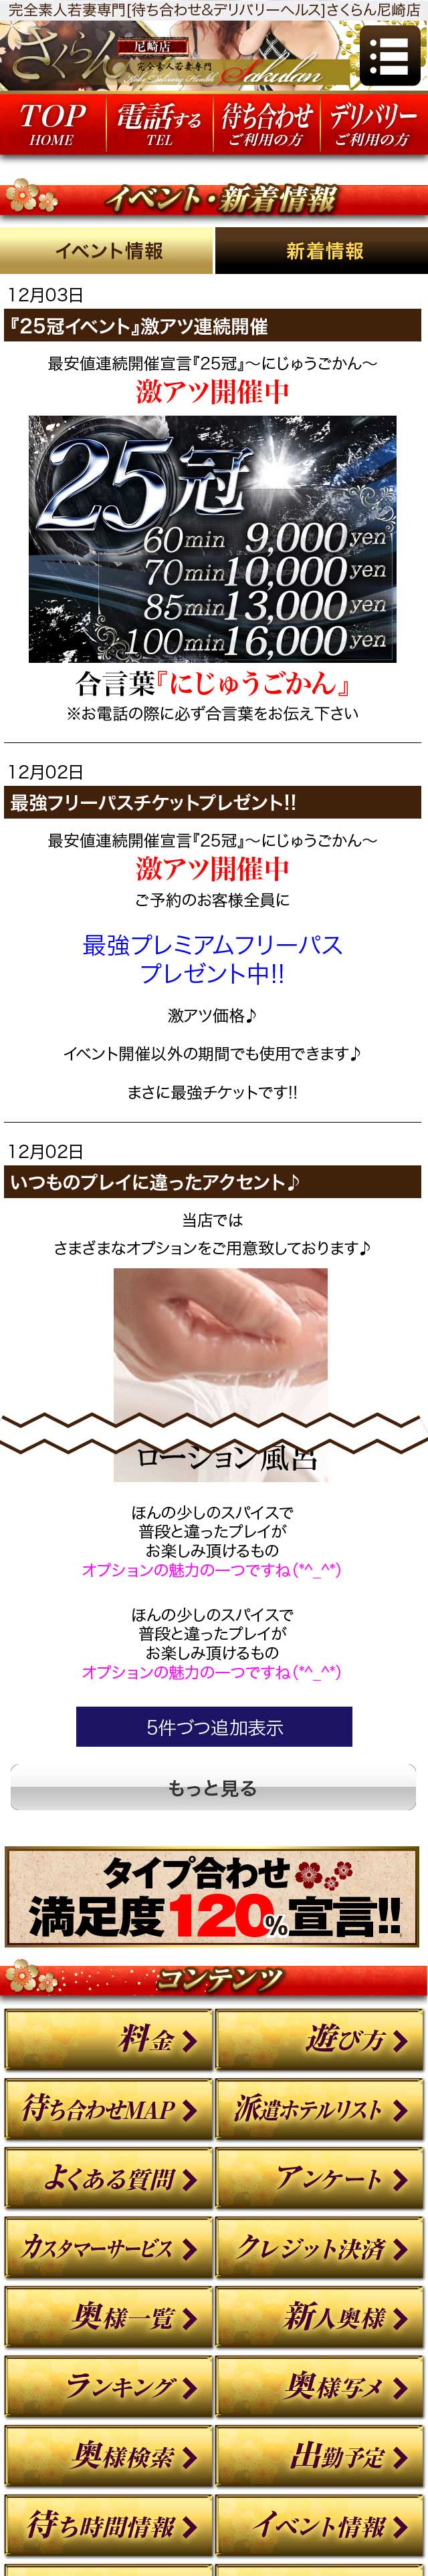 完全素人若妻専門[待ち合わせ&デリバリーヘルス]さくらん尼崎店
さくらん
尼崎店
完全素人若妻専門
Kobe Delivery Health
Sakuran
TOP
HOME
電話する
TEL
待ち合わせ
ご利用の方
デリバリー
ご利用の方
イベント・新着情報
イベント情報
新着情報
12月03日
『25冠イベント』激アツ連続開催
最安値連続開催宣言『25冠』〜にじゅうごかん〜
激アツ開催中
25冠
60min 9,000yen
70min 10,000yen
85min 13,000yen
100min 16,000yen
合言葉『にじゅうごかん』
※お電話の際に必ず合言葉をお伝え下さい
12月02日
最強フリーパスチケットプレゼント!!
最安値連続開催宣言『25冠』〜にじゅうごかん〜
激アツ開催中
ご予約のお客様全員に
最強プレミアムフリーパス
プレゼント中!!
激アツ価格♪
イベント開催以外の期間でも使用できます♪
まさに最強チケットです!!
12月02日
いつものプレイに違ったアクセント♪
当店では
さまざまなオプションをご用意致しております♪
ローション風呂
ほんの少しのスパイスで
普段と違ったプレイが
お楽しみ頂けるもの
オプションの魅力の一つですね(*^_^*)
ほんの少しのスパイスで
普段と違ったプレイが
お楽しみ頂けるもの
オプションの魅力の一つですね(*^_^*)
5件づつ追加表示
もっと見る
タイプ合わせ
満足度120%宣言!!
コンテンツ
料金
遊び方
待ち合わせMAP
派遣ホテルリスト
よくある質問
アンケート
カスタマーサービス
クレジット決済
奥様一覧
新人奥様
ランキング
奥様写メ
奥様検索
出勤予定
待ち時間情報
イベント情報